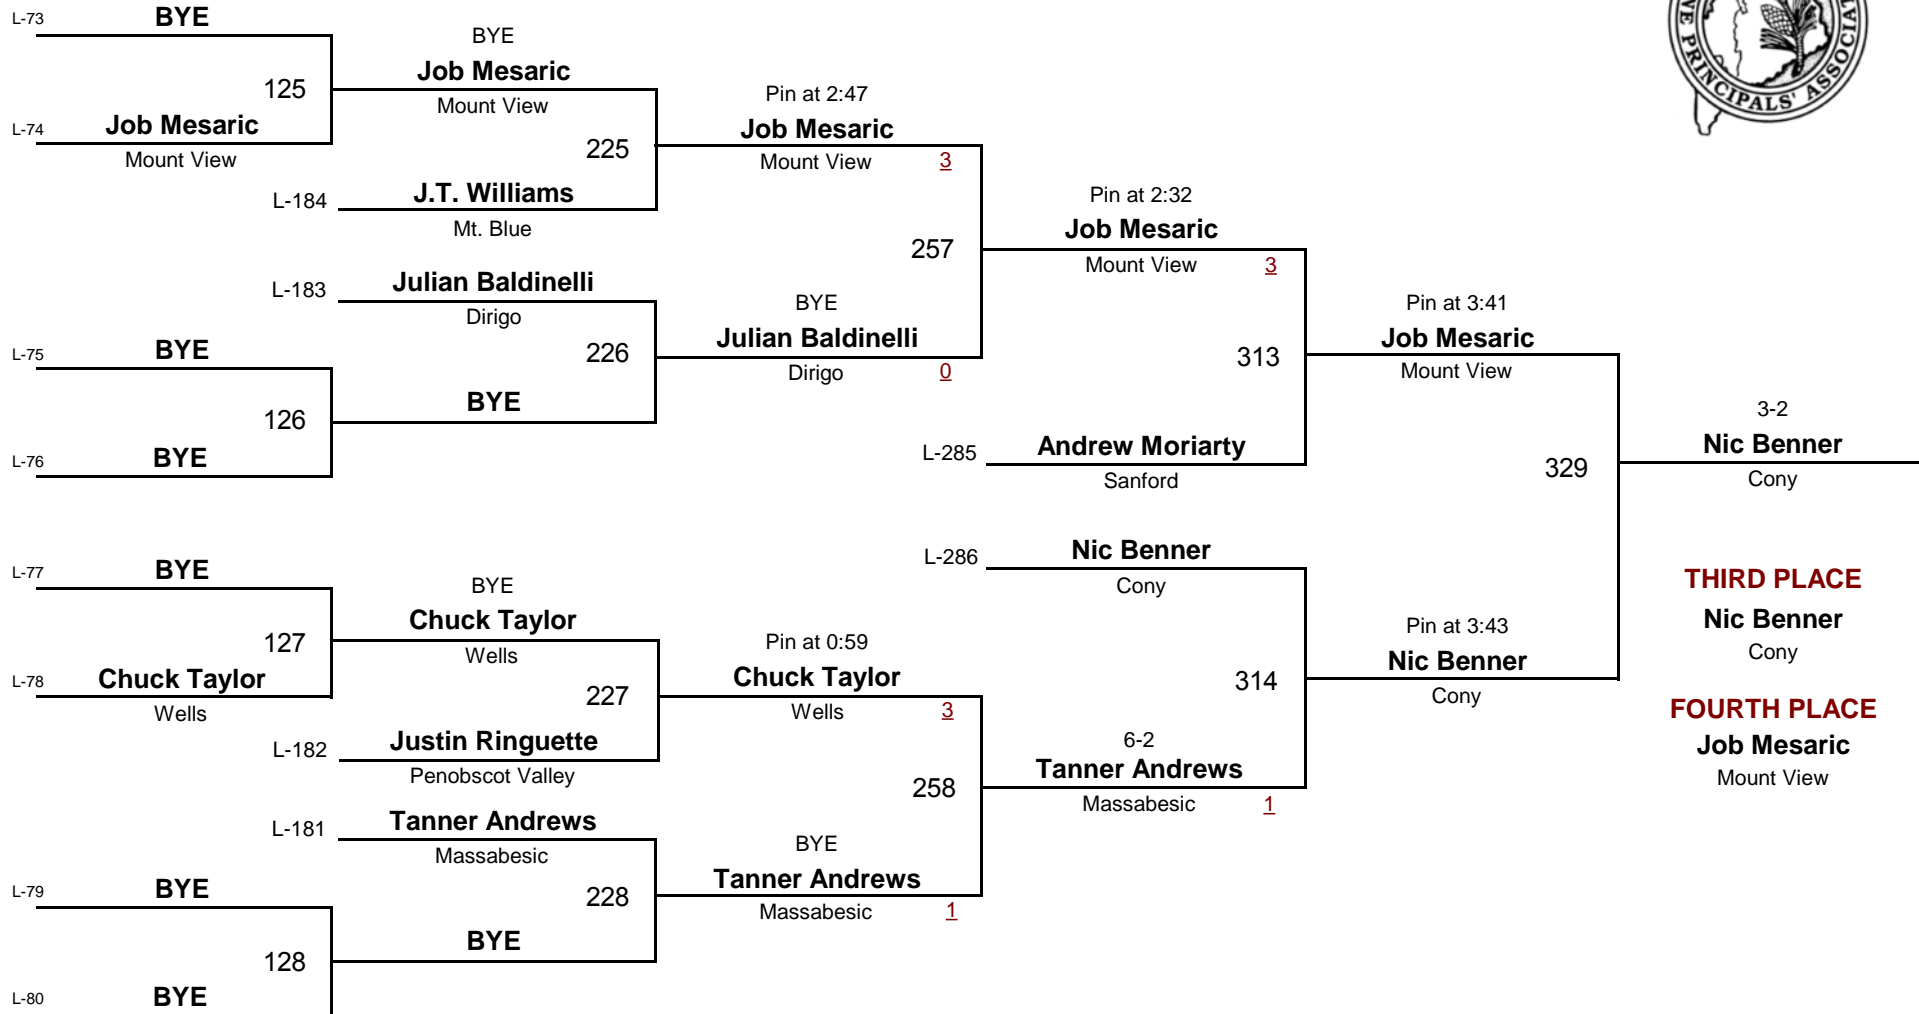 L-73
BYE
125
L-74
Job Mesaric
Mount View
BYE
Job Mesaric
Mount View
225
L-184
J.T. Williams
Mt. Blue
Pin at 2:47
Job Mesaric
Mount View
3
L-183
Julian Baldinelli
Dirigo
226
L-75
BYE
126
BYE
L-76
BYE
BYE
Julian Baldinelli
Dirigo
0
257
Pin at 2:32
Job Mesaric
Mount View
3
313
L-285
Andrew Moriarty
Sanford
Pin at 3:41
Job Mesaric
Mount View
329
3-2
Nic Benner
Cony
L-77
BYE
127
L-78
Chuck Taylor
Wells
BYE
Chuck Taylor
Wells
227
L-182
Justin Ringuette
Penobscot Valley
Pin at 0:59
Chuck Taylor
Wells
3
L-181
Tanner Andrews
Massabesic
228
L-79
BYE
128
BYE
L-80
BYE
BYE
Tanner Andrews
Massabesic
1
258
L-286
Nic Benner
Cony
314
6-2
Tanner Andrews
Massabesic
1
Pin at 3:43
Nic Benner
Cony
THIRD PLACE
Nic Benner
Cony
FOURTH PLACE
Job Mesaric
Mount View
PRINCIPALS'